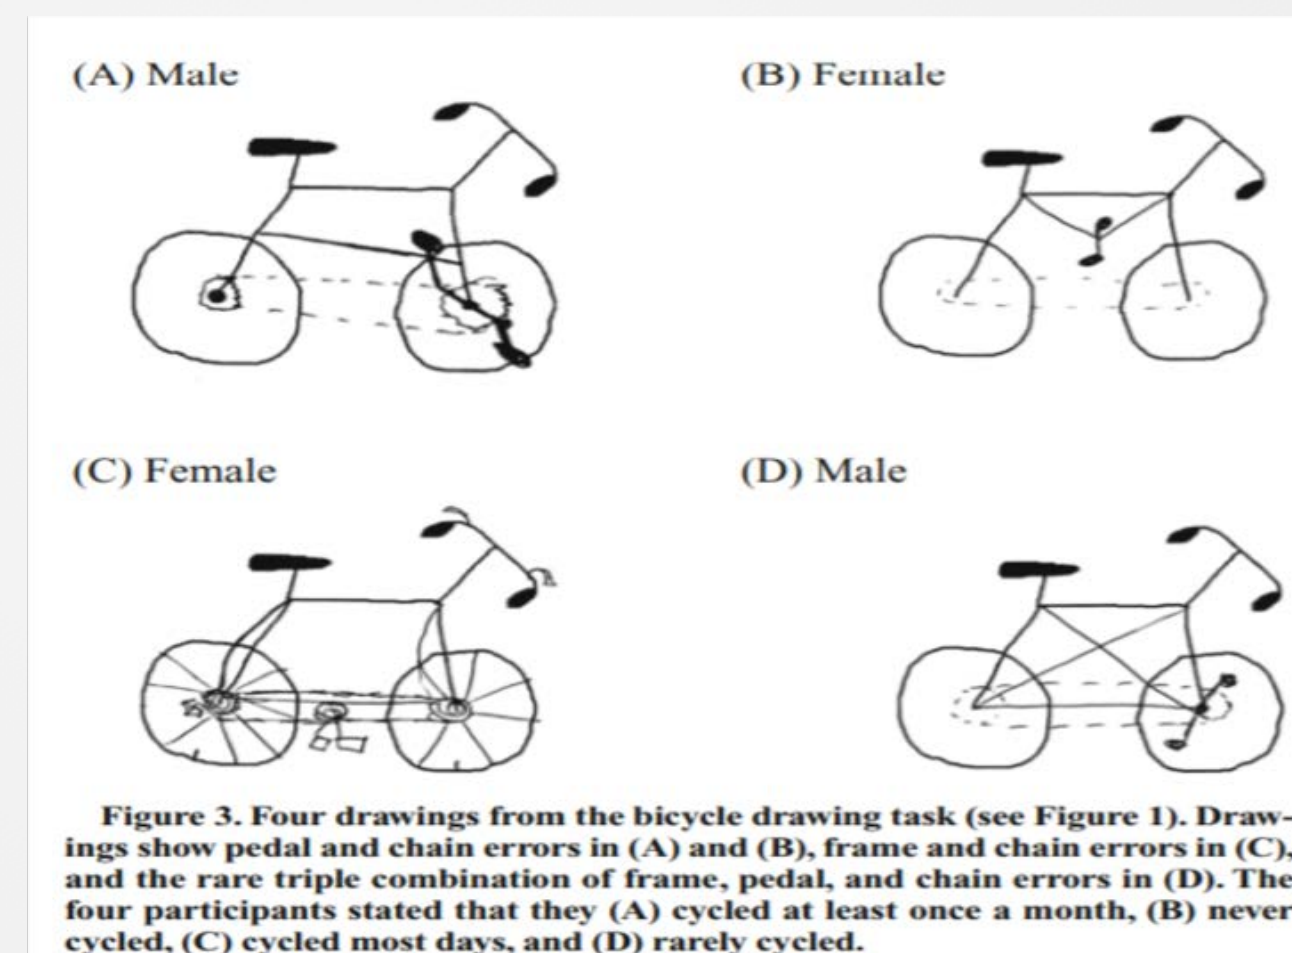 (A) Male
(B) Female
(C) Female
(D) Male
Figure 3. Four drawings from the bicycle drawing task (see Figure 1). Draw-
ings show pedal and chain errors in (A) and (B), frame and chain errors in (C),
and the rare triple combination of frame, pedal, and chain errors in (D). The
four participants stated that they (A) cycled at least once a month, (B) never
cycled, (C) cycled most days, and (D) rarely cycled.